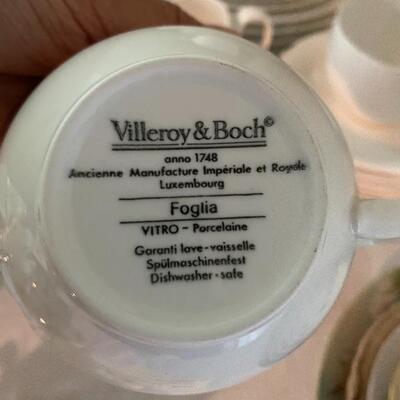 Villeroy & Boch©
anno 1748
Ancienne Manufacture Impériale et Royale
Luxembourg
Foglia
VITRO - Porcelaine
Garanti lave-vaisselle
Spülmaschinenfest
Dishwasher-safe